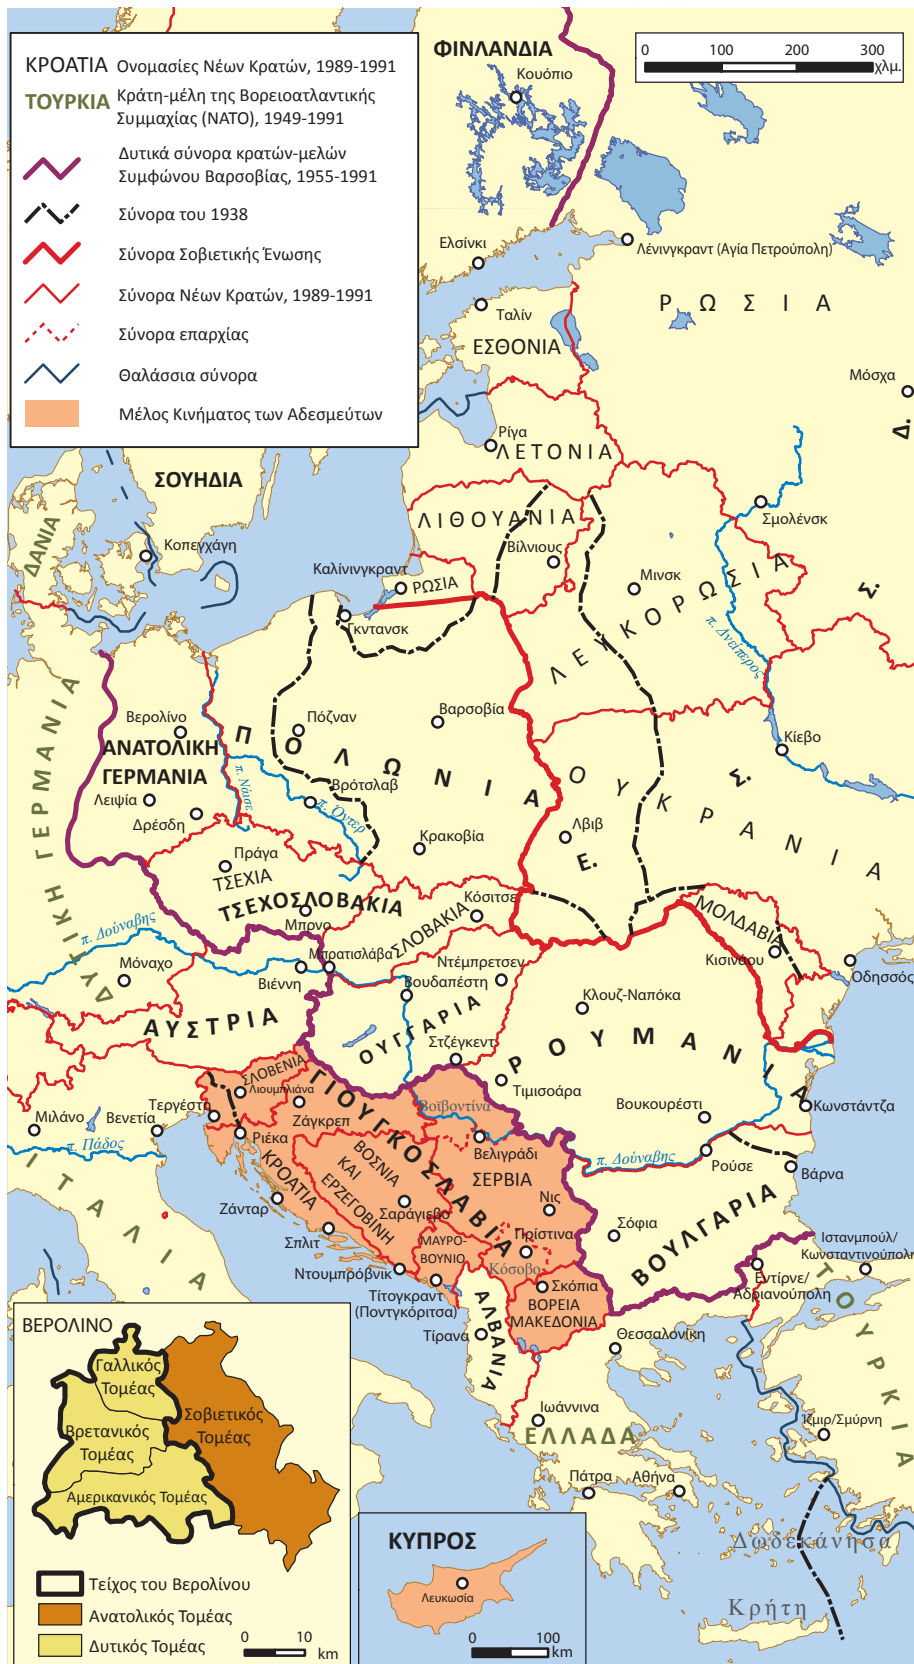 ΚΡΟΑΤΙΑ Ονομασίες Νέων Κρατών, 1989-1991
ΤΟΥΡΚΙΑ Κράτη-μέλη της Βορειοατλαντικής
Συμμαχίας (ΝΑΤΟ), 1949-1991
Δυτικά σύνορα κρατών-μελών
Συμφώνου Βαρσοβίας, 1955-1991
Σύνορα του 1938
Σύνορα Σοβιετικής Ένωσης
Σύνορα Νέων Κρατών, 1989-1991
Σύνορα επαρχίας
Θαλάσσια σύνορα
Μέλος Κινήματος των Αδεσμεύτων
0 100 200 300
χλμ.
ΦΙΝΛΑΝΔΙΑ
Κουόπιο
Ελσίνκι
Λένινγκραντ (Αγία Πετρούπολη)
ΡΩΣΙΑ
Ταλίν
ΕΣΘΟΝΙΑ
Μόσχα
Δ.
Ρίγα
ΛΕΤΟΝΙΑ
ΣΟΥΗΔΙΑ
ΛΙΘΟΥΑΝΙΑ
Σμολένσκ
ΔΑΝΙΑ
Κοπεγχάγη
Βίλνιους
Καλίνινγκραντ
ΡΩΣΙΑ
Μινσκ
Σ.
ΛΕΥΚΟΡΩΣΙΑ
Γκντανσκ
π. Δνείπερος
ΔΥΤΙΚΗ ΓΕΡΜΑΝΙΑ
Βερολίνο
Πόζναν
Βαρσοβία
Κίεβο
ΑΝΑΤΟΛΙΚΗ
ΓΕΡΜΑΝΙΑ
ΠΟΛΩΝΙΑ
ΟΥΚΡΑΝΙΑ
Σ.
Λειψία
π. Νάισε
Βρότσλαβ
π. Όντερ
Δρέσδη
Κρακοβία
Λβιβ
Ε.
Πράγα
ΤΣΕΧΙΑ
ΤΣΕΧΟΣΛΟΒΑΚΙΑ
Κόσιτσε
Μπρνο
ΣΛΟΒΑΚΙΑ
ΜΟΛΔΑΒΙΑ
π. Δούναβης
Μόναχο
Βιέννη
Μπρατισλάβα
Ντέμπρετσεν
Βουδαπέστη
Κισινάου
Οδησσός
ΑΥΣΤΡΙΑ
ΟΥΓΓΑΡΙΑ
Κλουζ-Ναπόκα
ΡΟΥΜΑΝΙΑ
Στζέγκεντ
ΣΛΟΒΕΝΙΑ
Λιουμπλιάνα
Τιμισοάρα
Μιλάνο
Βενετία
Τεργέστη
Ζάγκρεπ
Βοϊβοντίνα
Βουκουρέστι
Κωνστάντζα
π. Πάδος
Ριέκα
ΓΙΟΥΓΚΟΣΛΑΒΙΑ
Βελιγράδι
π. Δούναβης
Ρούσε
Βάρνα
ΙΤΑΛΙΑ
ΚΡΟΑΤΙΑ
ΒΟΣΝΙΑ
ΚΑΙ
ΕΡΖΕΓΟΒΙΝΗ
ΣΕΡΒΙΑ
Ζάνταρ
Σαράγιεβο
Νις
Σπλιτ
ΜΑΥΡΟ-
ΒΟΥΝΙΟ
Πρίστινα
Κόσοβο
Σόφια
ΒΟΥΛΓΑΡΙΑ
Ιστανμπούλ/
Κωνσταντινούπολη
Ντουμπρόβνικ
Εντίρνε/
Αδριανούπολη
Τίτογκραντ
(Ποντγκόριτσα)
Σκόπια
ΒΟΡΕΙΑ
ΜΑΚΕΔΟΝΙΑ
ΤΟΥΡΚΙΑ
Τίρανα
ΑΛΒΑΝΙΑ
Θεσσαλονίκη
Ιωάννινα
ΕΛΛΑΔΑ
Ίζμιρ/Σμύρνη
Πάτρα
Αθήνα
Δωδεκάνησα
Κρήτη
ΒΕΡΟΛΙΝΟ
Γαλλικός
Τομέας
Σοβιετικός
Τομέας
Βρετανικός
Τομέας
Αμερικανικός Τομέας
Τείχος του Βερολίνου
Ανατολικός Τομέας
Δυτικός Τομέας
0 10
km
ΚΥΠΡΟΣ
Λευκωσία
0 100
km